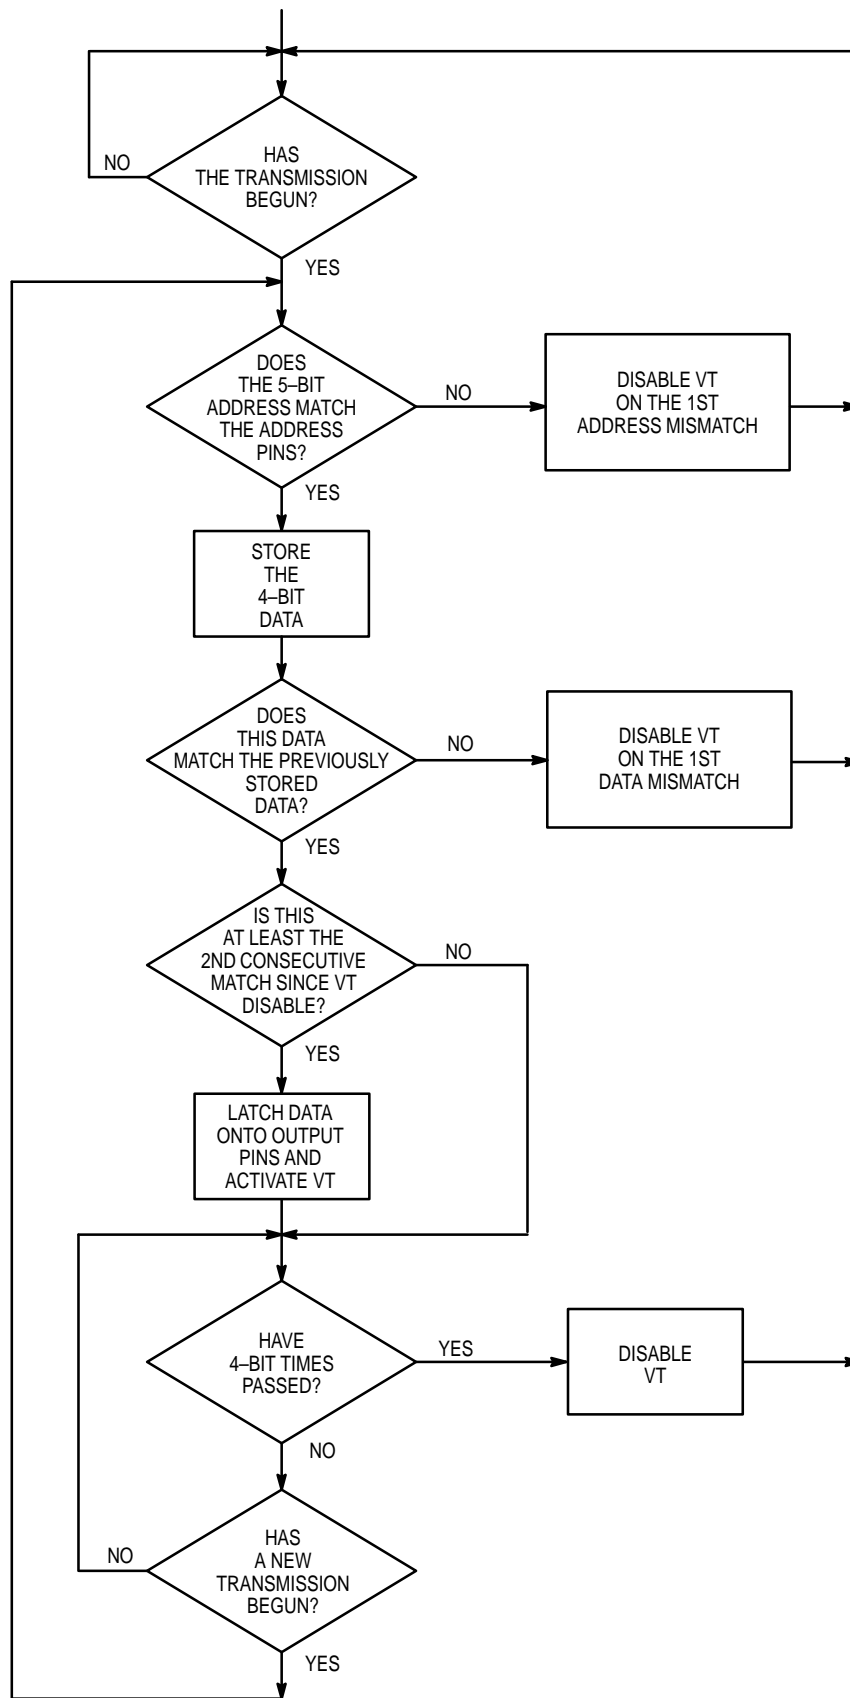 HAS
THE TRANSMISSION
BEGUN?
NO
YES
DOES
THE 5–BIT
ADDRESS MATCH
THE ADDRESS
PINS?
NO
DISABLE VT
ON THE 1ST
ADDRESS MISMATCH
YES
STORE
THE
4–BIT
DATA
DOES
THIS DATA
MATCH THE PREVIOUSLY
STORED
DATA?
NO
DISABLE VT
ON THE 1ST
DATA MISMATCH
YES
IS THIS
AT LEAST THE
2ND CONSECUTIVE
MATCH SINCE VT
DISABLE?
NO
YES
LATCH DATA
ONTO OUTPUT
PINS AND
ACTIVATE VT
HAVE
4–BIT TIMES
PASSED?
YES
DISABLE
VT
NO
HAS
A NEW
TRANSMISSION
BEGUN?
NO
YES